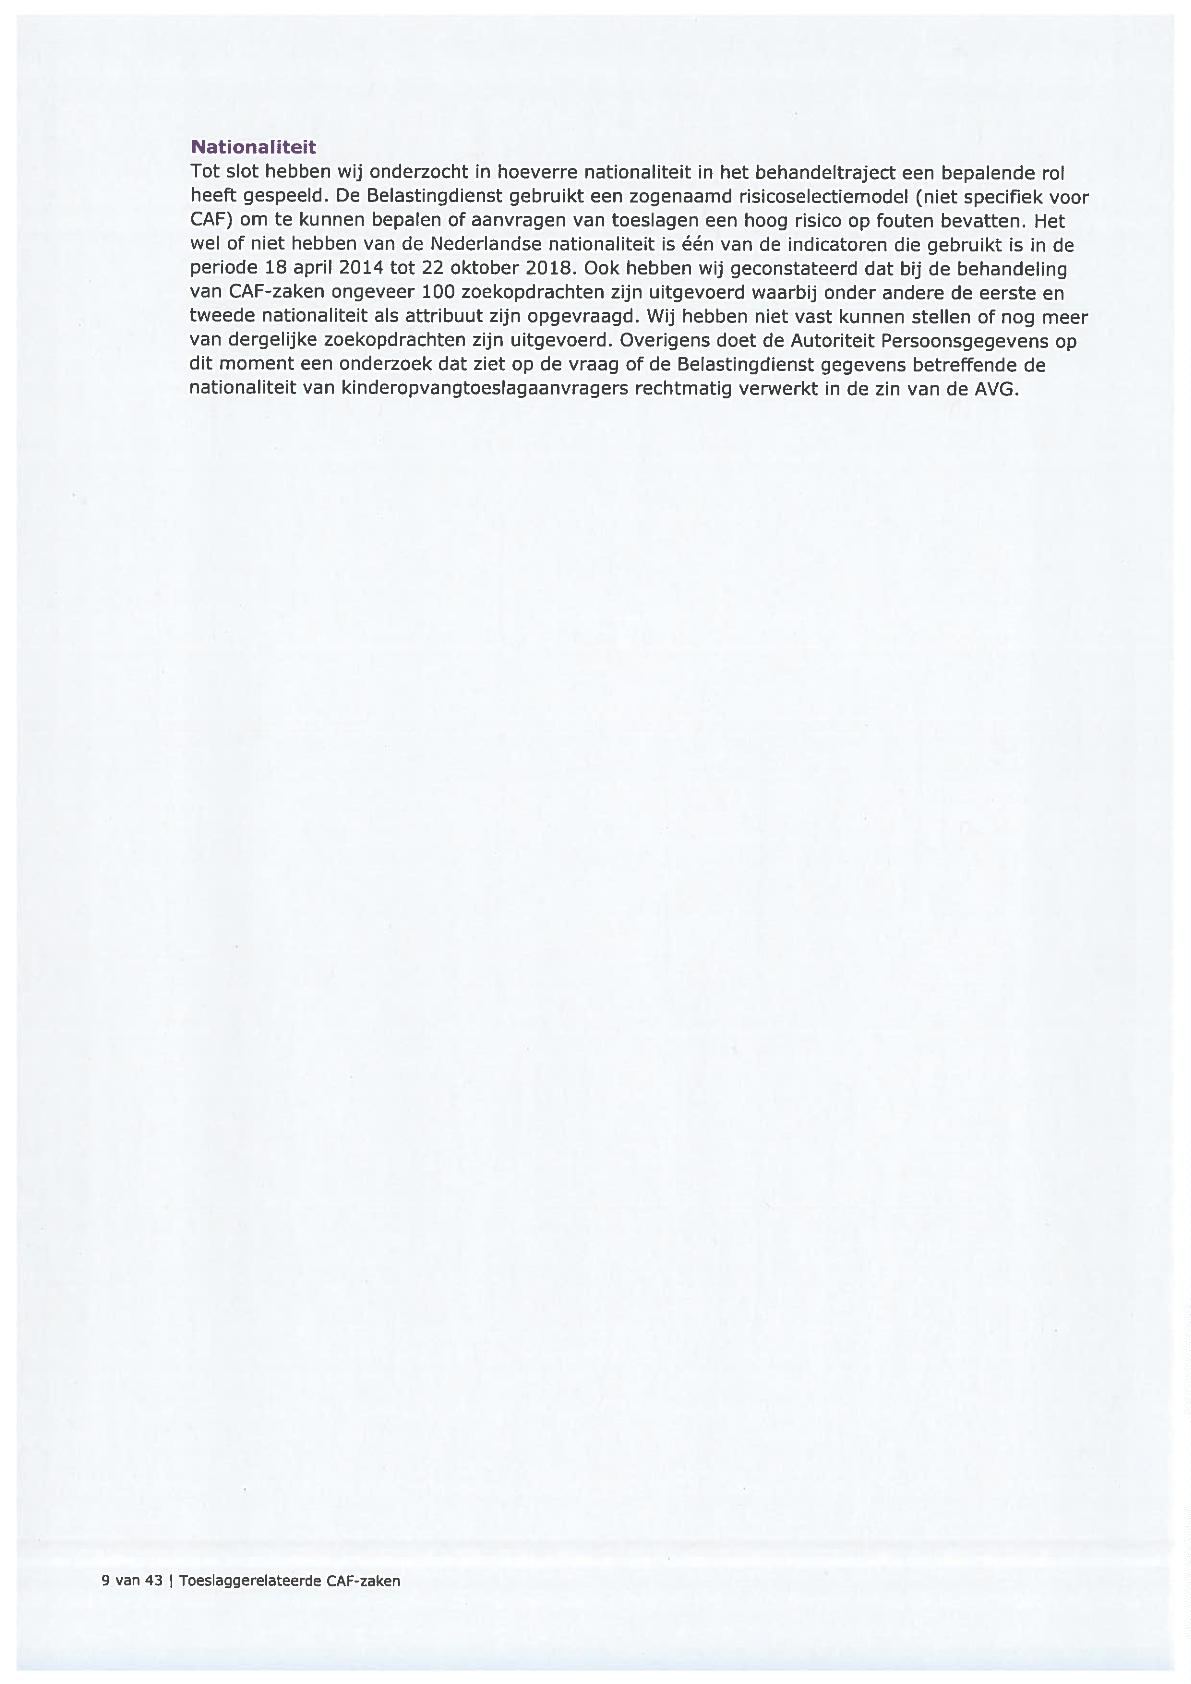 Nationaliteit
Tot slot hebben wij onderzocht in hoeverre nationaliteit in het behandeltraject een bepalende rol
heeft gespeeld. De Belastingdienst gebruikt een zogenaamd risicoselectiemodel (niet specifiek voor
CAF) om te kunnen bepalen of aanvragen van toeslagen een hoog risico op fouten bevatten. Het
wel of niet hebben van de Nederlandse nationaliteit is één van de indicatoren die gebruikt is in de
periode 18 april 2014 tot 22 oktober 2018. Ook hebben wij geconstateerd dat bij de behandeling
van CAF-zaken ongeveer 100 zoekopdrachten zijn uitgevoerd waarbij onder andere de eerste en
tweede nationaliteit als attribuut zijn opgevraagd. Wij hebben niet vast kunnen stellen of nog meer
van dergelijke zoekopdrachten zijn uitgevoerd. Overigens doet de Autoriteit Persoonsgegevens op
dit moment een onderzoek dat ziet op de vraag of de Belastingdienst gegevens betreffende de
nationaliteit van kinderopvangtoeslagaanvragers rechtmatig verwerkt in de zin van de AVG.
9 van 43 | Toeslaggerelateerde CAF-zaken